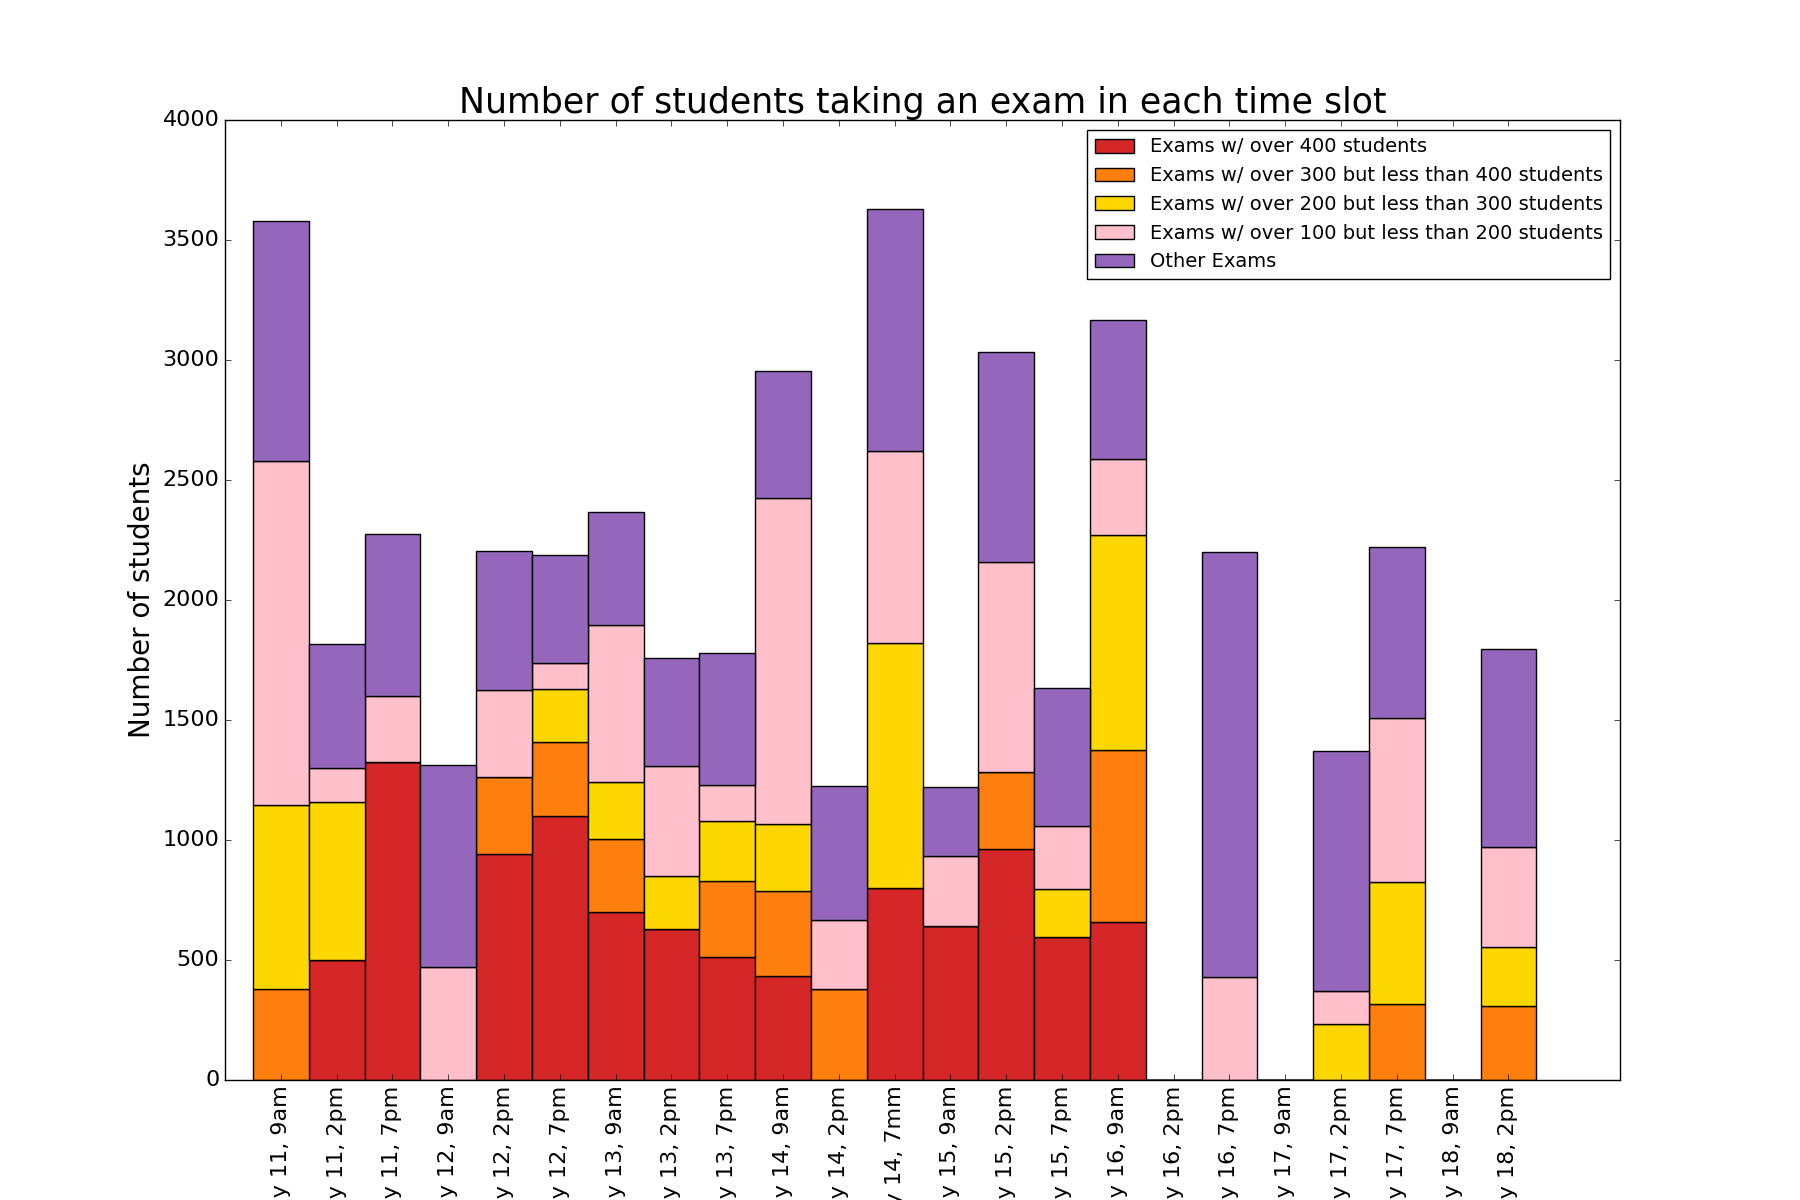 Number of students taking an exam in each time slot
Exams w/ over 400 students
Exams w/ over 300 but less than 400 students
Exams w/ over 200 but less than 300 students
Exams w/ over 100 but less than 200 students
Other Exams
Number of students
4000
3500
3000
2500
2000
1500
1000
500
0
y 11, 9am
y 11, 2pm
y 11, 7pm
y 12, 9am
y 12, 2pm
y 12, 7pm
y 13, 9am
y 13, 2pm
y 13, 7pm
y 14, 9am
y 14, 2pm
y 14, 7mm
y 15, 9am
y 15, 2pm
y 15, 7pm
y 16, 9am
y 16, 2pm
y 16, 7pm
y 17, 9am
y 17, 2pm
y 17, 7pm
y 18, 9am
y 18, 2pm